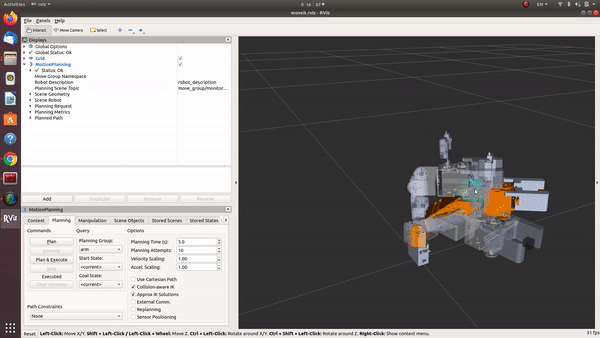 Activities
rviz
16 : 07
EN
moveit.rviz - RViz
File Panels Help
Interact Move Camera Select
Displays
Global Options
Global Status: Ok
Grid
MotionPlanning
Status: Ok
Move Group Namespace
Robot Description robot_description
Planning Scene Topic move_group/monitor...
Scene Geometry
Scene Robot
Planning Request
Planning Metrics
Planned Path
Add Duplicate Remove Rename
MotionPlanning
Context Planning Manipulation Scene Objects Stored Scenes Stored States
Commands Query Options
Plan
Execute
Plan & Execute
Stop
Executed
Clear octomap
Planning Group:
arm
Start State:
<current>
Goal State:
<current>
Planning Time (s): 5.0
Planning Attempts: 10
Velocity Scaling: 1.00
Accel. Scaling: 1.00
Use Cartesian Path
Collision-aware IK
Approx IK Solutions
External Comm.
Replanning
Sensor Positioning
Path Constraints
None
RViz
Reset Left-Click: Move X/Y. Shift + Left-Click / Left-Click + Wheel: Move Z. Ctrl + Left-Click: Rotate around X/Y. Ctrl + Shift + Left-Click: Rotate around Z. Right-Click: Show context menu. 31 fps